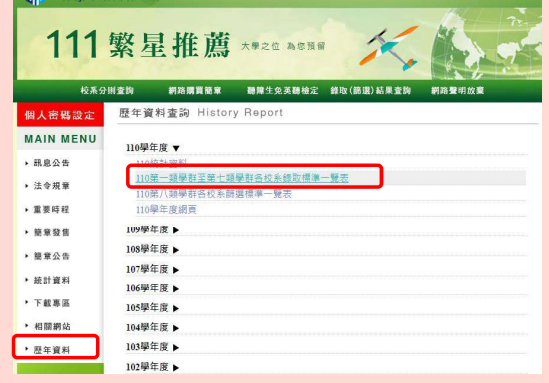 111 繁星推薦 大學之位 為您預留
校系分則查詢 網路購買簡章 聽障生免英聽檢定 錄取(篩選)結果查詢 網路聲明放棄
個人密碼設定
歷年資料查詢 History Report
MAIN MENU
訊息公告
法令規章
重要時程
簡章發售
簡章公告
統計資料
下載專區
相關網站
歷年資料
110學年度 ▼
110統計資料
110第一類學群至第七類學群各校系錄取標準一覽表
110第八類學群各校系篩選標準一覽表
110學年度網頁
109學年度 ▶
108學年度 ▶
107學年度 ▶
106學年度 ▶
105學年度 ▶
104學年度 ▶
103學年度 ▶
102學年度 ▶